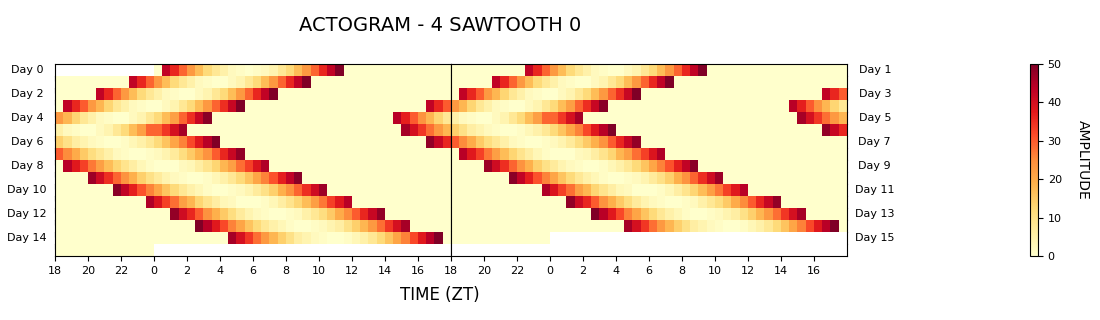 ACTOGRAM - 4 SAWTOOTH 0
Day 0
Day 2
Day 4
Day 6
Day 8
Day 10
Day 12
Day 14
Day 1
Day 3
Day 5
Day 7
Day 9
Day 11
Day 13
Day 15
18 20 22 0 2 4 6 8 10 12 14 16 18 20 22 0 2 4 6 8 10 12 14 16
TIME (ZT)
50
40
30
20
10
0
AMPLITUDE